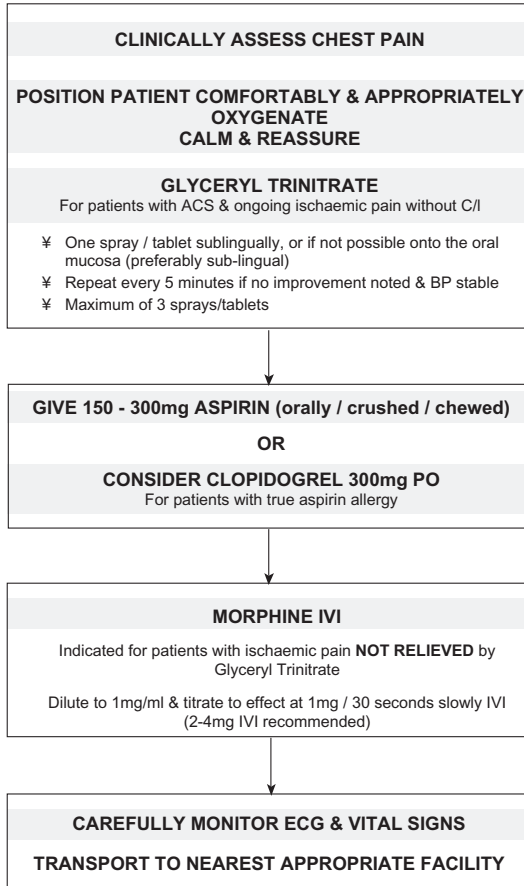 CLINICALLY ASSESS CHEST PAIN
POSITION PATIENT COMFORTABLY & APPROPRIATELY
OXYGENATE
CALM & REASSURE
GLYCERYL TRINITRATE
For patients with ACS & ongoing ischaemic pain without C/I
¥ One spray / tablet sublingually, or if not possible onto the oral
mucosa (preferably sub-lingual)
¥ Repeat every 5 minutes if no improvement noted & BP stable
¥ Maximum of 3 sprays/tablets
GIVE 150 - 300mg ASPIRIN (orally / crushed / chewed)
OR
CONSIDER CLOPIDOGREL 300mg PO
For patients with true aspirin allergy
MORPHINE IVI
Indicated for patients with ischaemic pain NOT RELIEVED by
Glyceryl Trinitrate
Dilute to 1mg/ml & titrate to effect at 1mg / 30 seconds slowly IVI
(2-4mg IVI recommended)
CAREFULLY MONITOR ECG & VITAL SIGNS
TRANSPORT TO NEAREST APPROPRIATE FACILITY